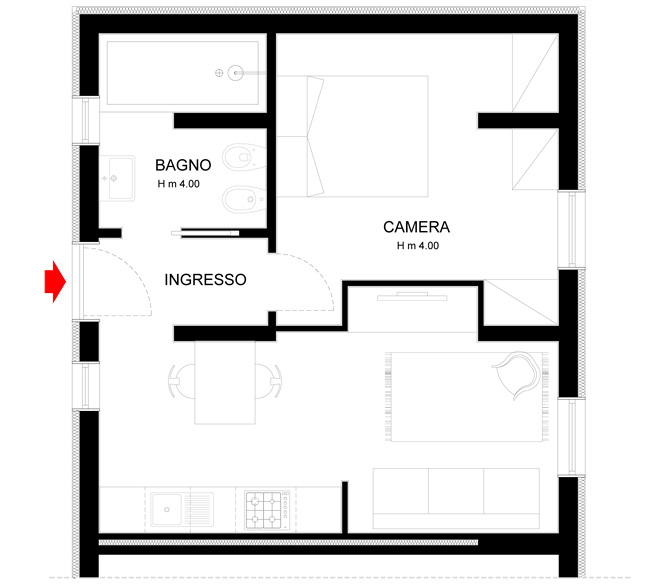 BAGNO
H m 4.00
CAMERA
H m 4.00
INGRESSO